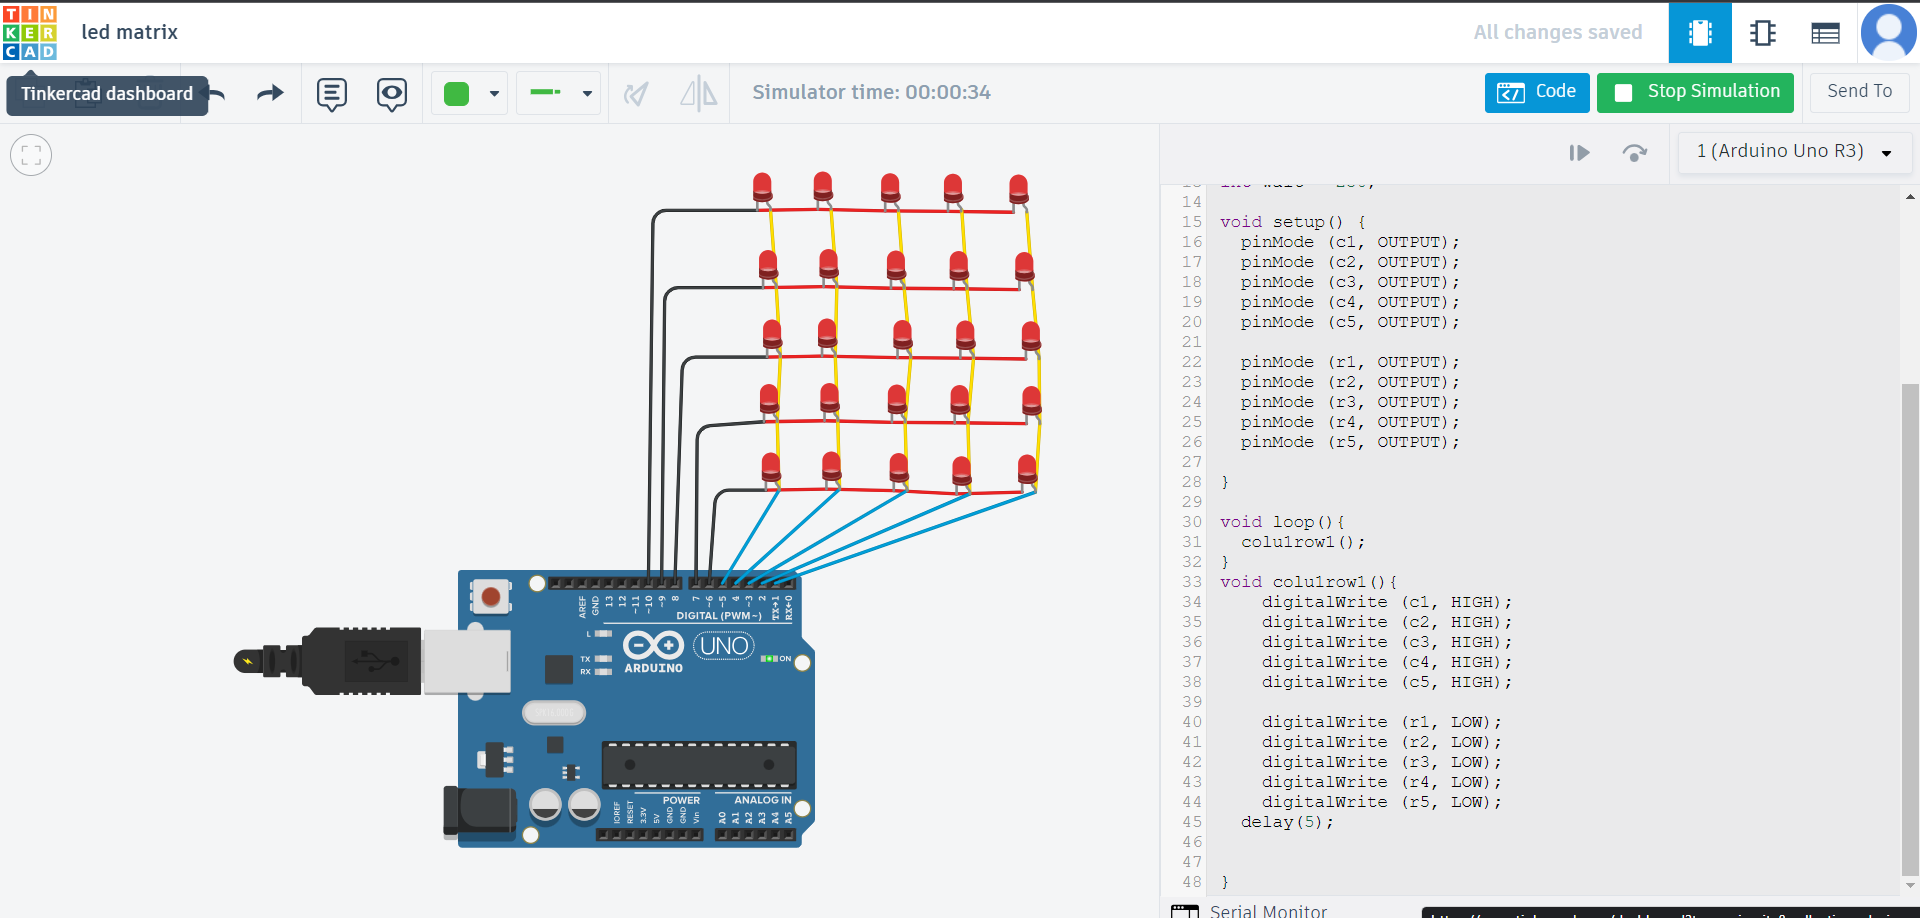 TIN
KER
CAD
led matrix
All changes saved
Tinkercad dashboard
Simulator time: 00:00:34
Code
Stop Simulation
Send To
1 (Arduino Uno R3)
14
15 void setup() {
16 pinMode (c1, OUTPUT);
17 pinMode (c2, OUTPUT);
18 pinMode (c3, OUTPUT);
19 pinMode (c4, OUTPUT);
20 pinMode (c5, OUTPUT);
21
22 pinMode (r1, OUTPUT);
23 pinMode (r2, OUTPUT);
24 pinMode (r3, OUTPUT);
25 pinMode (r4, OUTPUT);
26 pinMode (r5, OUTPUT);
27
28 }
29
30 void loop(){
31 colu1row1();
32 }
33 void colu1row1(){
34 digitalWrite (c1, HIGH);
35 digitalWrite (c2, HIGH);
36 digitalWrite (c3, HIGH);
37 digitalWrite (c4, HIGH);
38 digitalWrite (c5, HIGH);
39
40 digitalWrite (r1, LOW);
41 digitalWrite (r2, LOW);
42 digitalWrite (r3, LOW);
43 digitalWrite (r4, LOW);
44 digitalWrite (r5, LOW);
45 delay(5);
46
47
48 }
Serial Monitor
AREF GND 13 12 ~11 ~10 ~9 8 7 ~6 ~5 4 ~3 2 TX→1 RX←0
DIGITAL (PWM~)
L
TX
RX
ARDUINO
UNO
ON
POWER
ANALOG IN
IOREF RESET 3.3V 5V GND GND Vin A0 A1 A2 A3 A4 A5